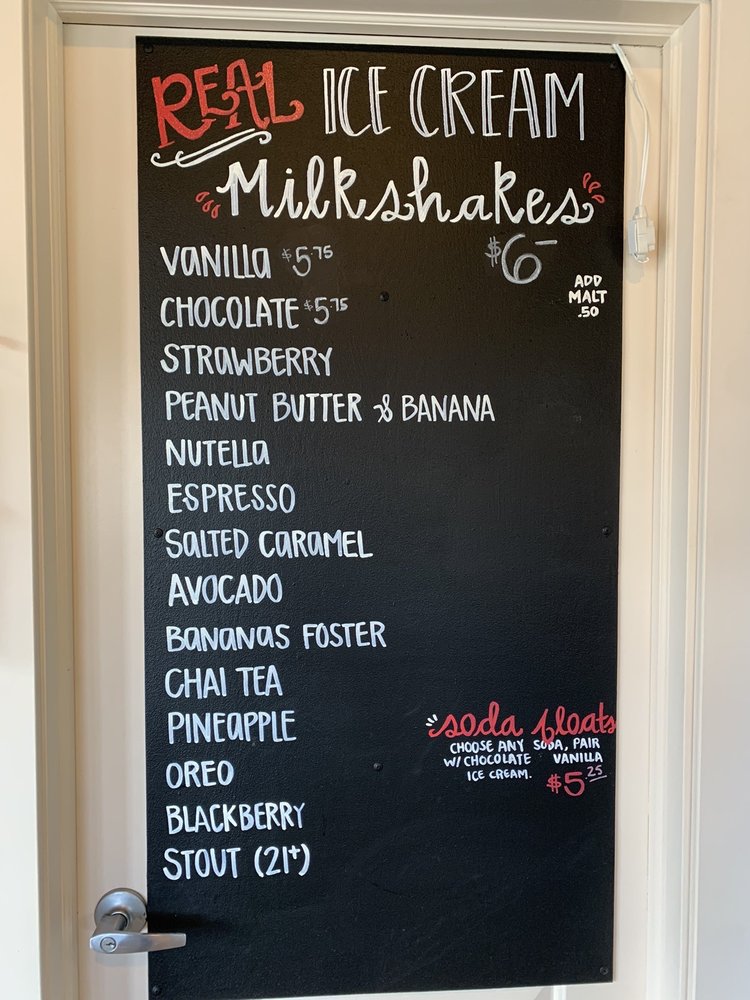 REAL ICE CREAM
Milkshakes
$6-
VANILLA $5.75
ADD
MALT
.50
CHOCOLATE $5.75
STRAWBERRY
PEANUT BUTTER & BANANA
NUTELLA
ESPRESSO
SALTED CARAMEL
AVOCADO
BANANAS FOSTER
CHAI TEA
PINEAPPLE
OREO
BLACKBERRY
STOUT (21+)
soda floats
CHOOSE ANY SODA, PAIR
W/ CHOCOLATE VANILLA
ICE CREAM. $5.25